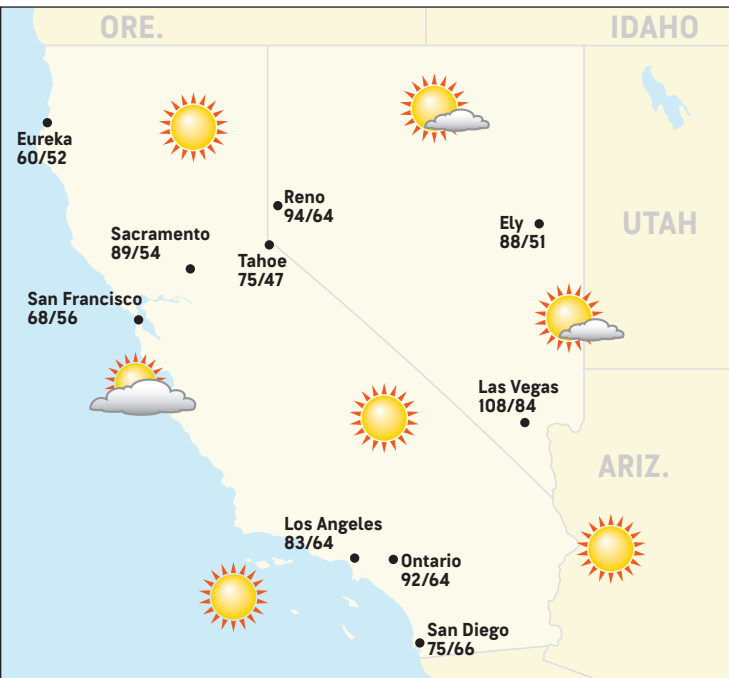 ORE.
IDAHO
Eureka
60/52
Reno
94/64
Sacramento
89/54
Ely
88/51
UTAH
Tahoe
75/47
San Francisco
68/56
Las Vegas
108/84
ARIZ.
Los Angeles
83/64
Ontario
92/64
San Diego
75/66